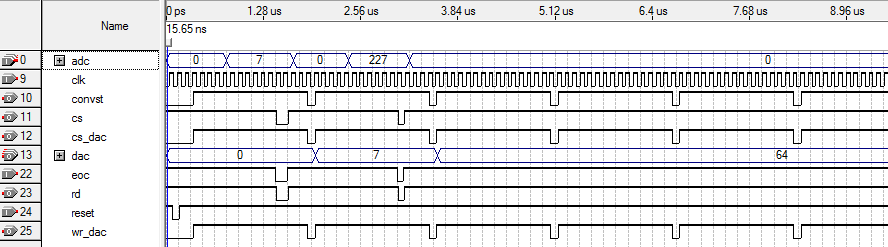 Name 0 ps 1.28 us 2.56 us 3.84 us 5.12 us 6.4 us 7.68 us 8.96 us
15.65 ns
0 adc 0 7 0 227 0
9 clk
10 convst
11 cs
12 cs_dac
13 dac 0 7 64
22 eoc
23 rd
24 reset
25 wr_dac